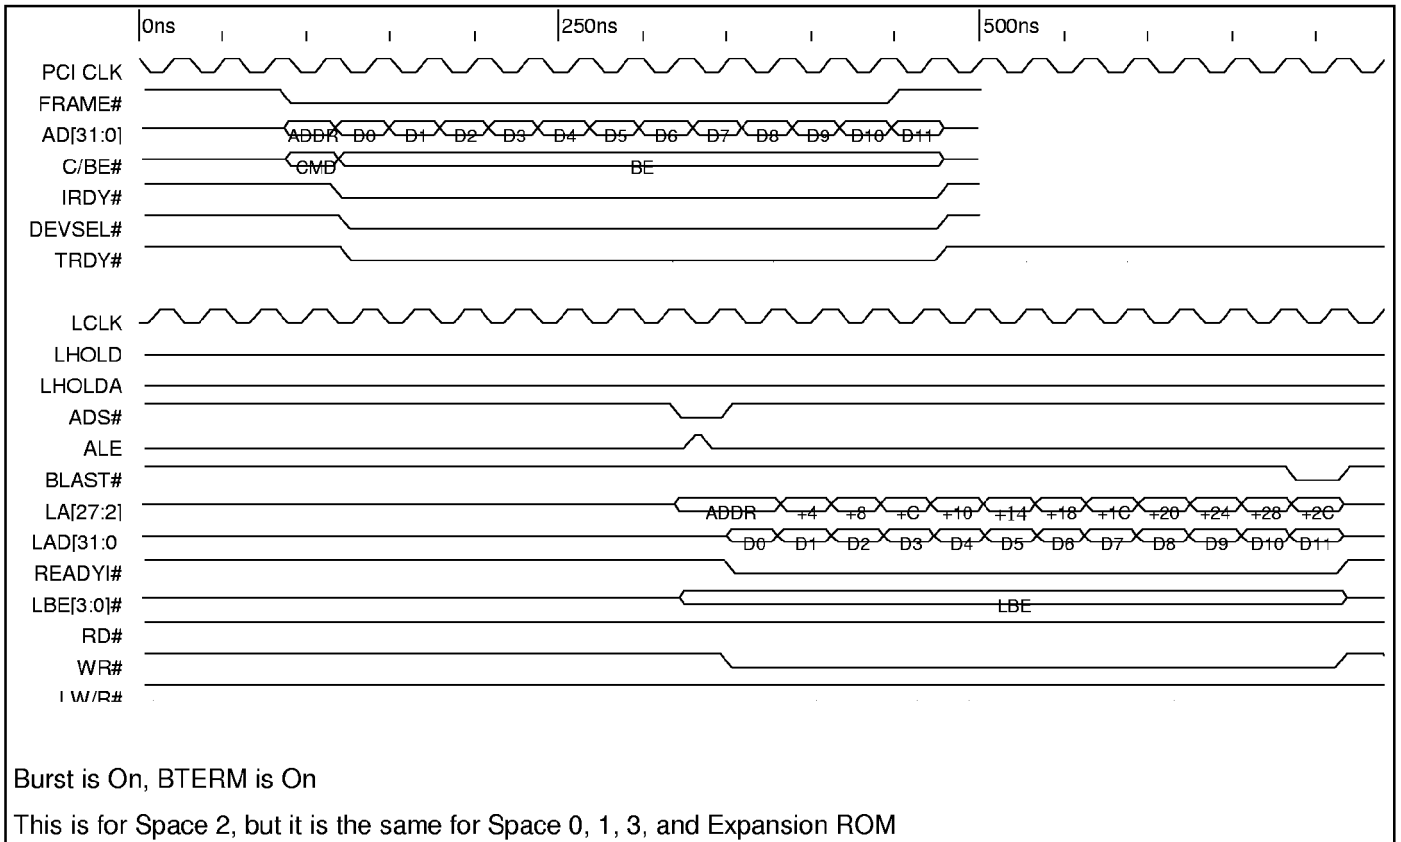 0ns 250ns 500ns
PCI CLK
FRAME#
AD[31:0] ADDR D0 D1 D2 D3 D4 D5 D6 D7 D8 D9 D10 D11
C/BE# CMD BE
IRDY#
DEVSEL#
TRDY#
LCLK
LHOLD
LHOLDA
ADS#
ALE
BLAST#
LA[27:2] ADDR +4 +8 +C +10 +14 +18 +1C +20 +24 +28 +2C
LAD[31:0 D0 D1 D2 D3 D4 D5 D6 D7 D8 D9 D10 D11
READYI#
LBE[3:0]# LBE
RD#
WR#
LW/R#
Burst is On, BTERM is On
This is for Space 2, but it is the same for Space 0, 1, 3, and Expansion ROM